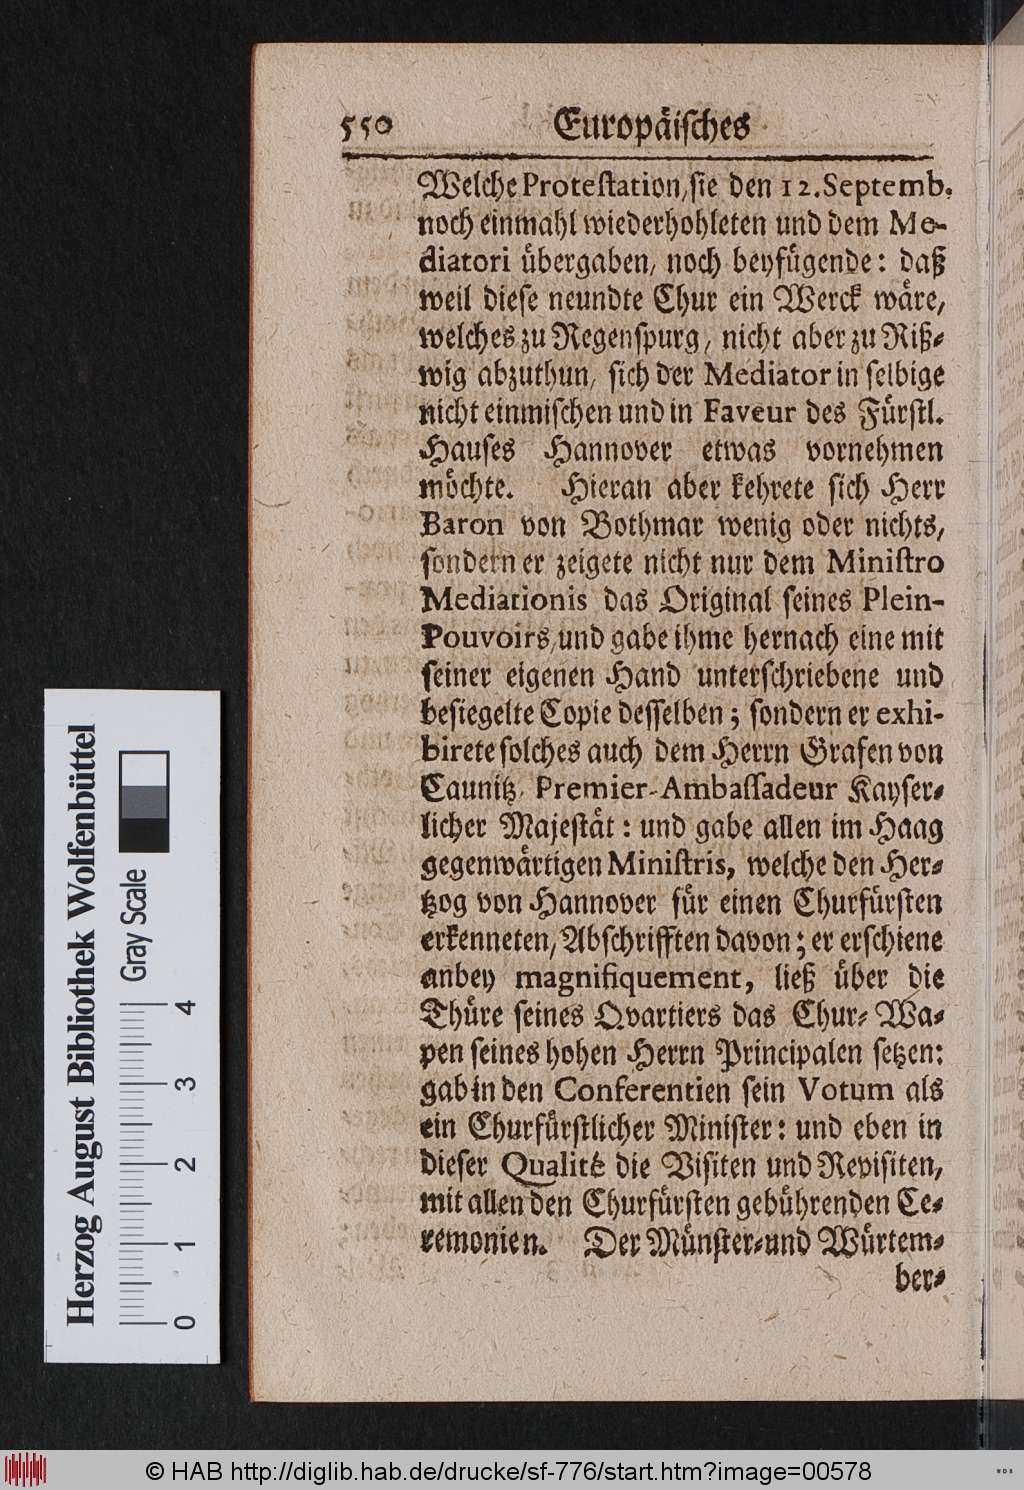 550 Europäisches
Welche Protestation, sie den 12. Septemb.
noch einmahl wiederhohleten und dem Me-
diatori übergaben, noch beyfügende: daß
weil diese neundte Chur ein Werck wäre,
welches zu Regenspurg, nicht aber zu Riß-
wig abzuthun, sich der Mediator in selbige
nicht einmischen und in Faveur des Fürstl.
Hauses Hannover etwas vornehmen
möchte. Hieran aber kehrete sich Herr
Baron von Bothmar wenig oder nichts,
sondern er zeigete nicht nur dem Ministro
Mediationis das Original seines Plein-
Pouvoirs, und gabe ihme hernach eine mit
seiner eigenen Hand unterschriebene und
besiegelte Copie desselben; sondern er exhi-
birete solches auch dem Herrn Grafen von
Caunitz, Premier-Ambassadeur Kayser-
licher Majestät: und gabe allen im Haag
gegenwärtigen Ministris, welche den Her-
tzog von Hannover für einen Churfürsten
erkenneten, Abschrifften davon; er erschiene
anbey magnifiquement, ließ über die
Thüre seines Qvartiers das Chur-Wa-
pen seines hohen Herrn Principalen setzen:
gab in den Conferentien sein Votum als
ein Churfürstlicher Minister: und eben in
dieser Qualité die Visiten und Revisiten,
mit allen den Churfürsten gebührenden Ce-
remonien. Der Münster-und Würtem-
ber-
Herzog August Bibliothek Wolfenbüttel
Gray Scale
0 1 2 3 4
© HAB http://diglib.hab.de/drucke/sf-776/start.htm?image=00578